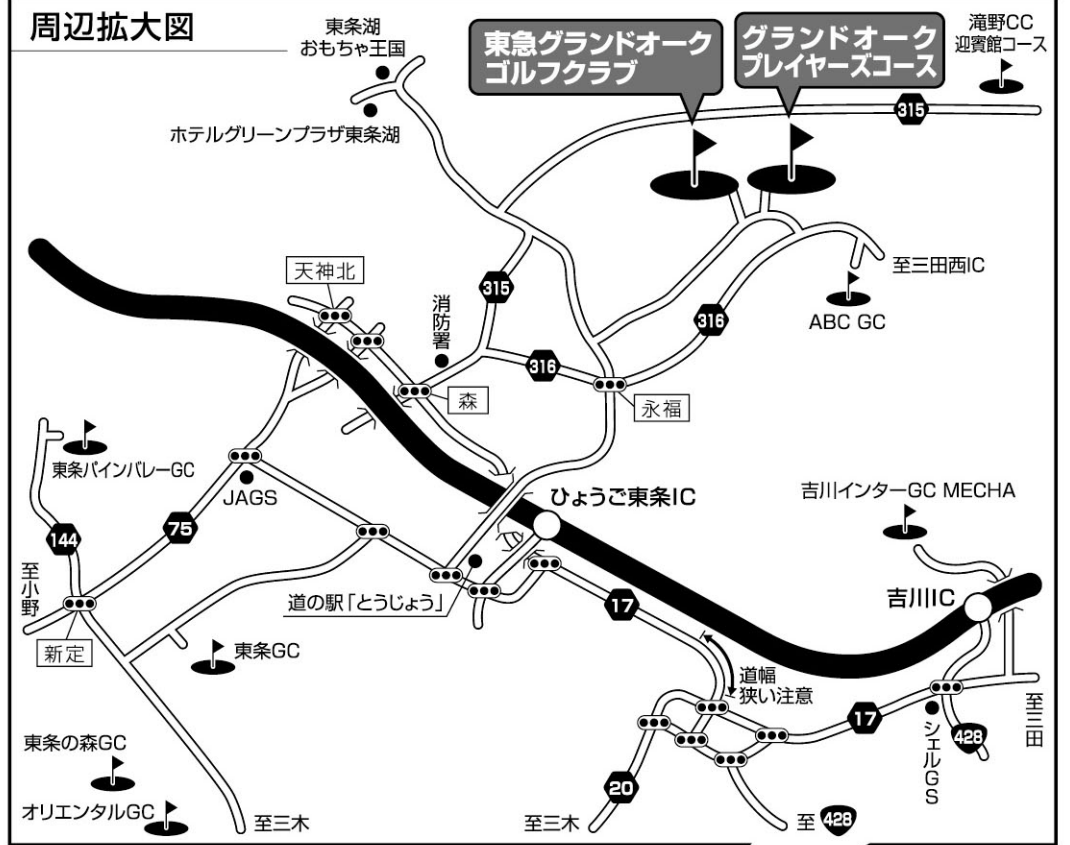 周辺拡大図
東条湖
おもちゃ王国
ホテルグリーンプラザ東条湖
東急グランドオーク
ゴルフクラブ
グランドオーク
プレイヤーズコース
滝野CC
迎賓館コース
315
天神北
消防署
315
316
316
至三田西IC
ABC GC
森
永福
東条パインバレーGC
JAGS
ひょうご東条IC
吉川インターGC MECHA
144
75
至小野
道の駅「とうじょう」
17
吉川IC
新定
東条GC
道幅
狭い注意
17
至三田
シェルGS
428
東条の森GC
オリエンタルGC
20
至三木
至三木
至 428